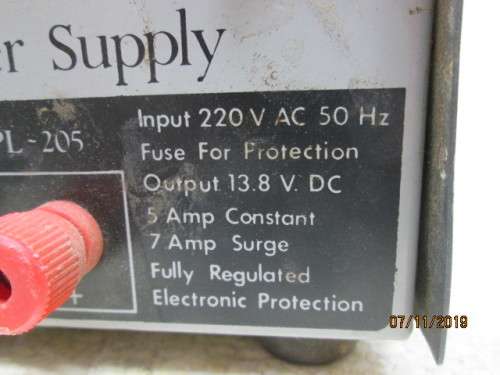 er Supply
PL-205
Input 220 V AC 50 Hz
Fuse For Protection
Output 13.8 V. DC
5 Amp Constant
7 Amp Surge
Fully Regulated
Electronic Protection
+
07/11/2019